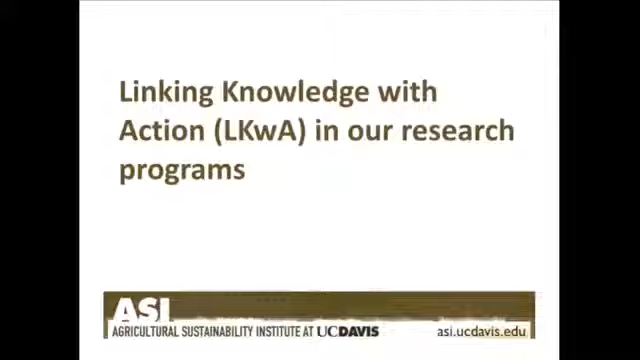 Linking Knowledge with
Action (LKwA) in our research
programs
ASI
AGRICULTURAL SUSTAINABILITY INSTITUTE AT UCDAVIS
asi.ucdavis.edu